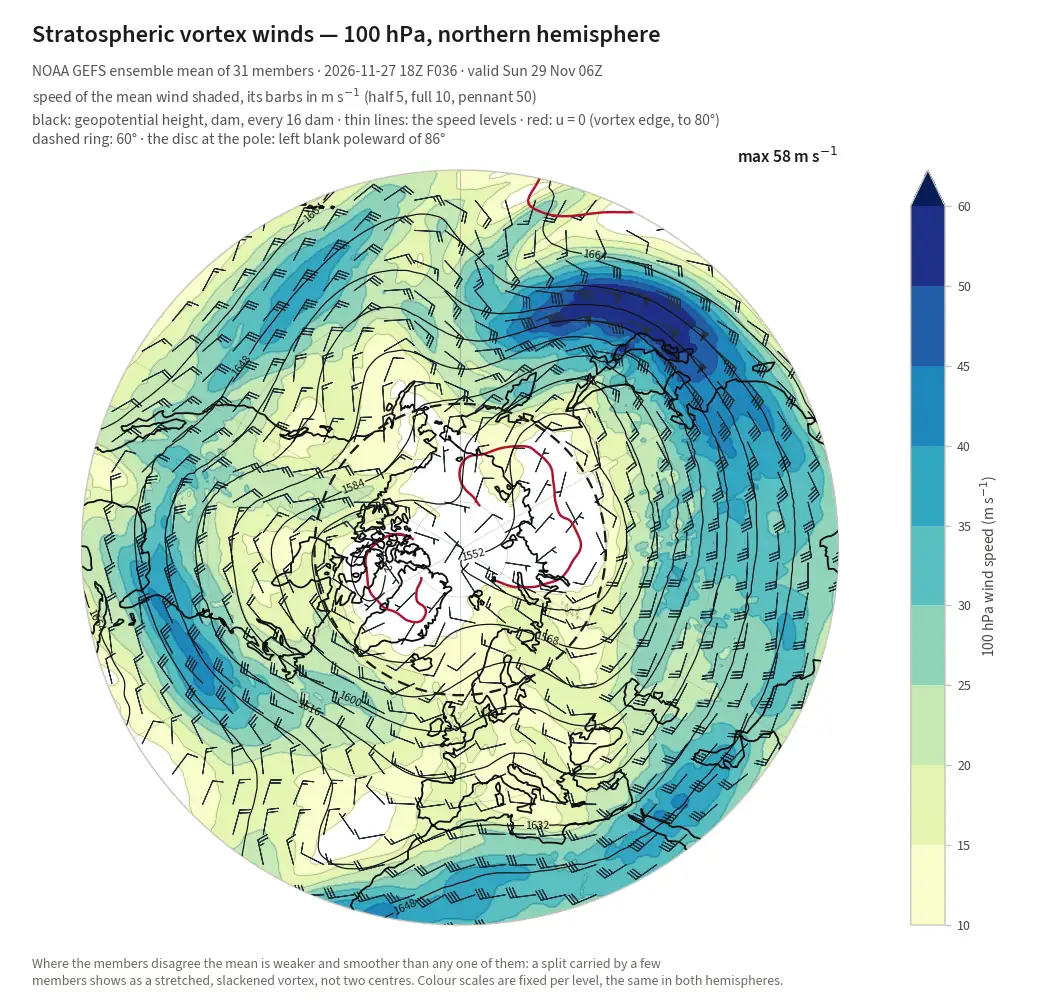 Stratospheric vortex winds — 100 hPa, northern hemisphere
NOAA GEFS ensemble mean of 31 members · 2026-11-27 18Z F036 · valid Sun 29 Nov 06Z
speed of the mean wind shaded, its barbs in m s⁻¹ (half 5, full 10, pennant 50)
black: geopotential height, dam, every 16 dam · thin lines: the speed levels · red: u = 0 (vortex edge, to 80°)
dashed ring: 60° · the disc at the pole: left blank poleward of 86°
max 58 m s⁻¹
1664
1648
1584
1552
1568
1600
1616
1632
1648
60
50
45
40
35
30
25
20
15
10
100 hPa wind speed (m s⁻¹)
Where the members disagree the mean is weaker and smoother than any one of them: a split carried by a few
members shows as a stretched, slackened vortex, not two centres. Colour scales are fixed per level, the same in both hemispheres.